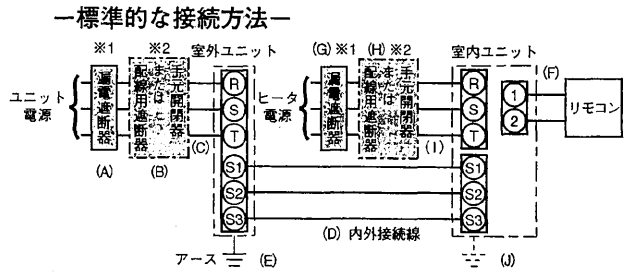 ー標準的な接続方法ー
※1 ※2 室外ユニット (G)※1 (H)※2 室内ユニット
ユニット電源
漏電遮断器
配線用遮断器
または
手元開閉器
R
S
T
S1
S2
S3
ヒータ電源
漏電遮断器
配線用遮断器
または
手元開閉器
R
S
T
S1
S2
S3
1
2
(F)
リモコン
(A) (B) (C) (I)
(D) 内外接続線
アース (E) (J)